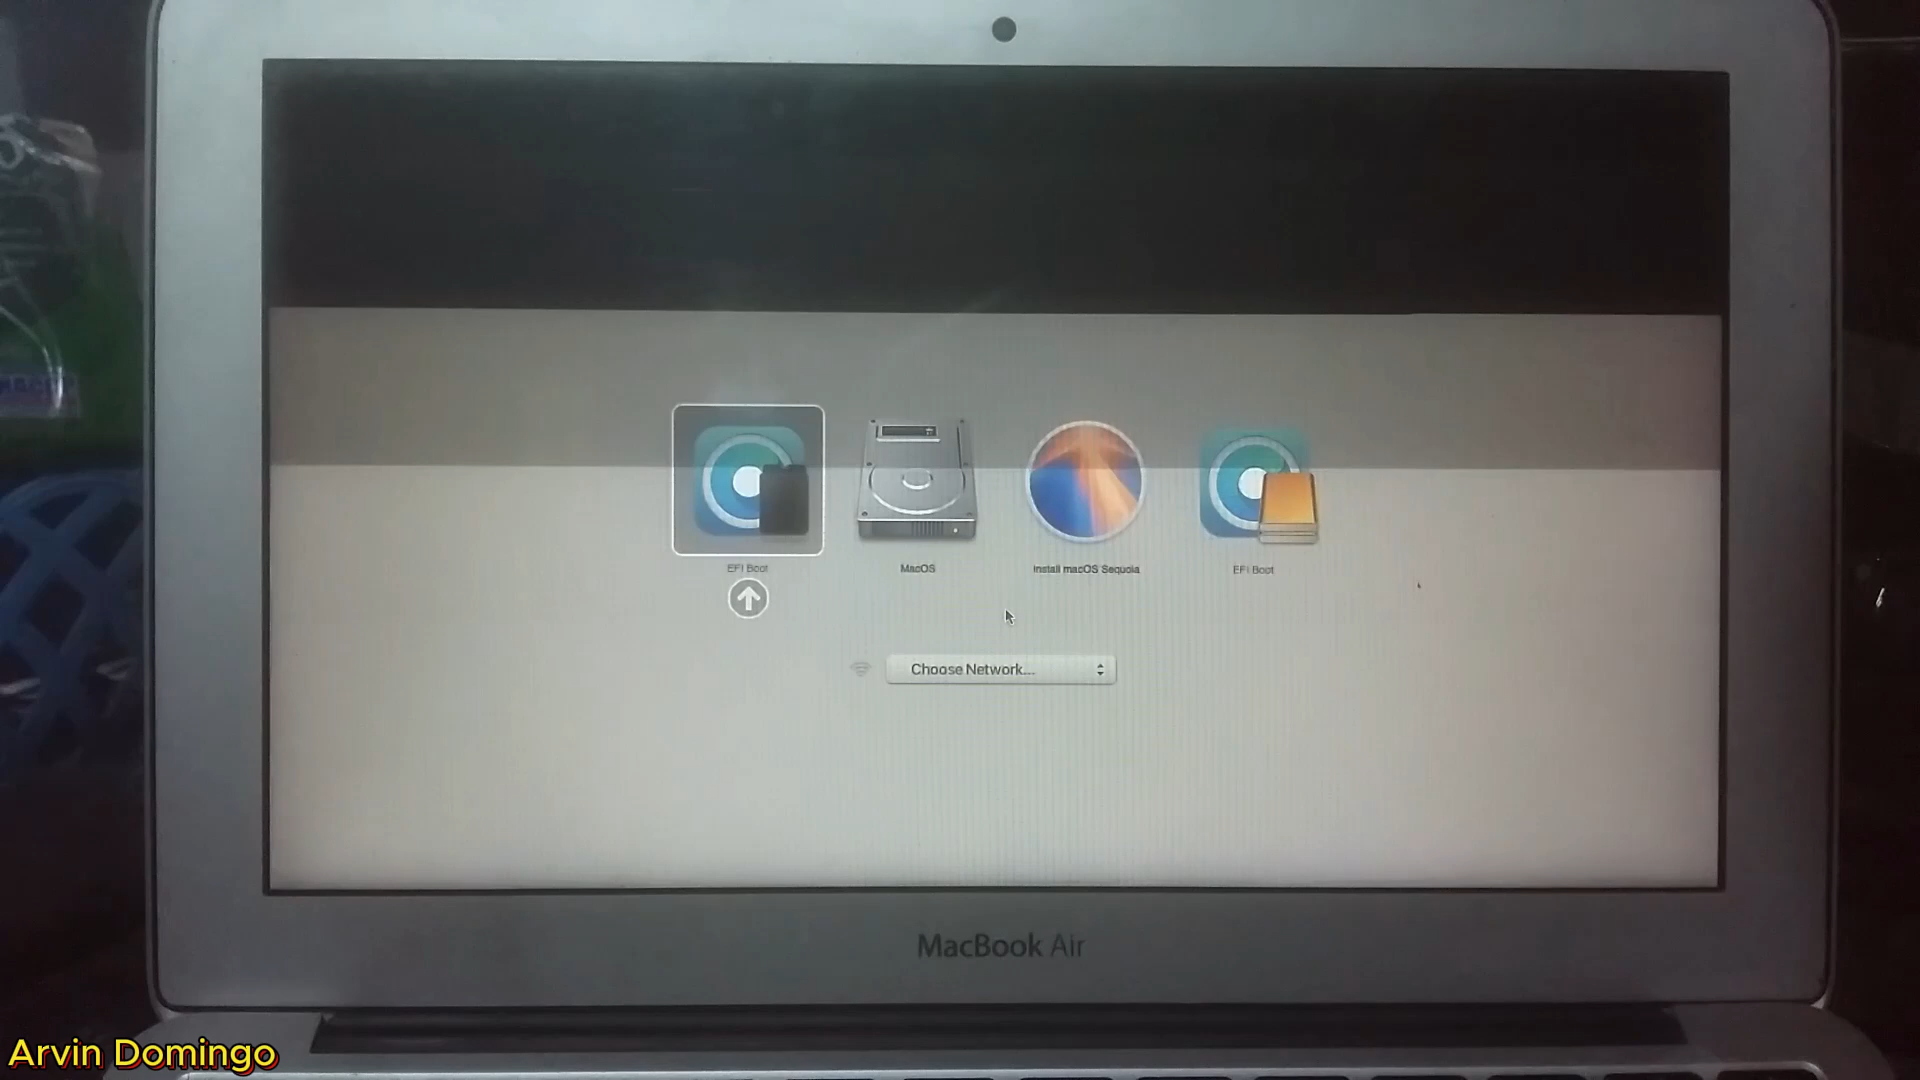 EFI Boot
MacOS
Install macOS Sequoia
EFI Boot
Choose Network...
MacBook Air
Arvin Domingo